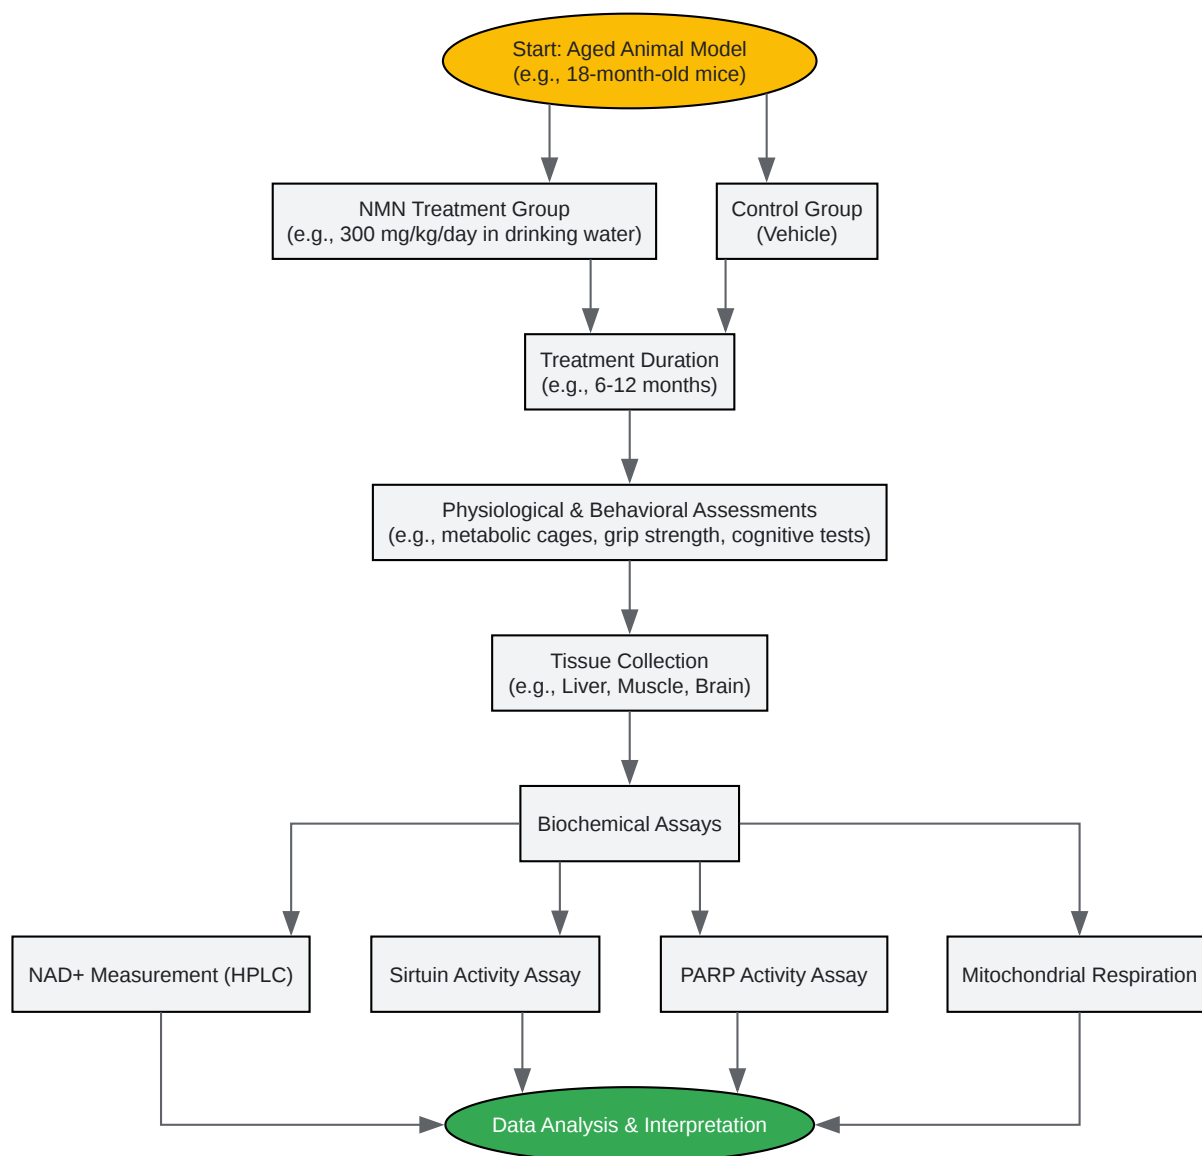 Start: Aged Animal Model
(e.g., 18-month-old mice)
NMN Treatment Group
(e.g., 300 mg/kg/day in drinking water)
Control Group
(Vehicle)
Treatment Duration
(e.g., 6-12 months)
Physiological & Behavioral Assessments
(e.g., metabolic cages, grip strength, cognitive tests)
Tissue Collection
(e.g., Liver, Muscle, Brain)
Biochemical Assays
NAD+ Measurement (HPLC)
Sirtuin Activity Assay
PARP Activity Assay
Mitochondrial Respiration
Data Analysis & Interpretation